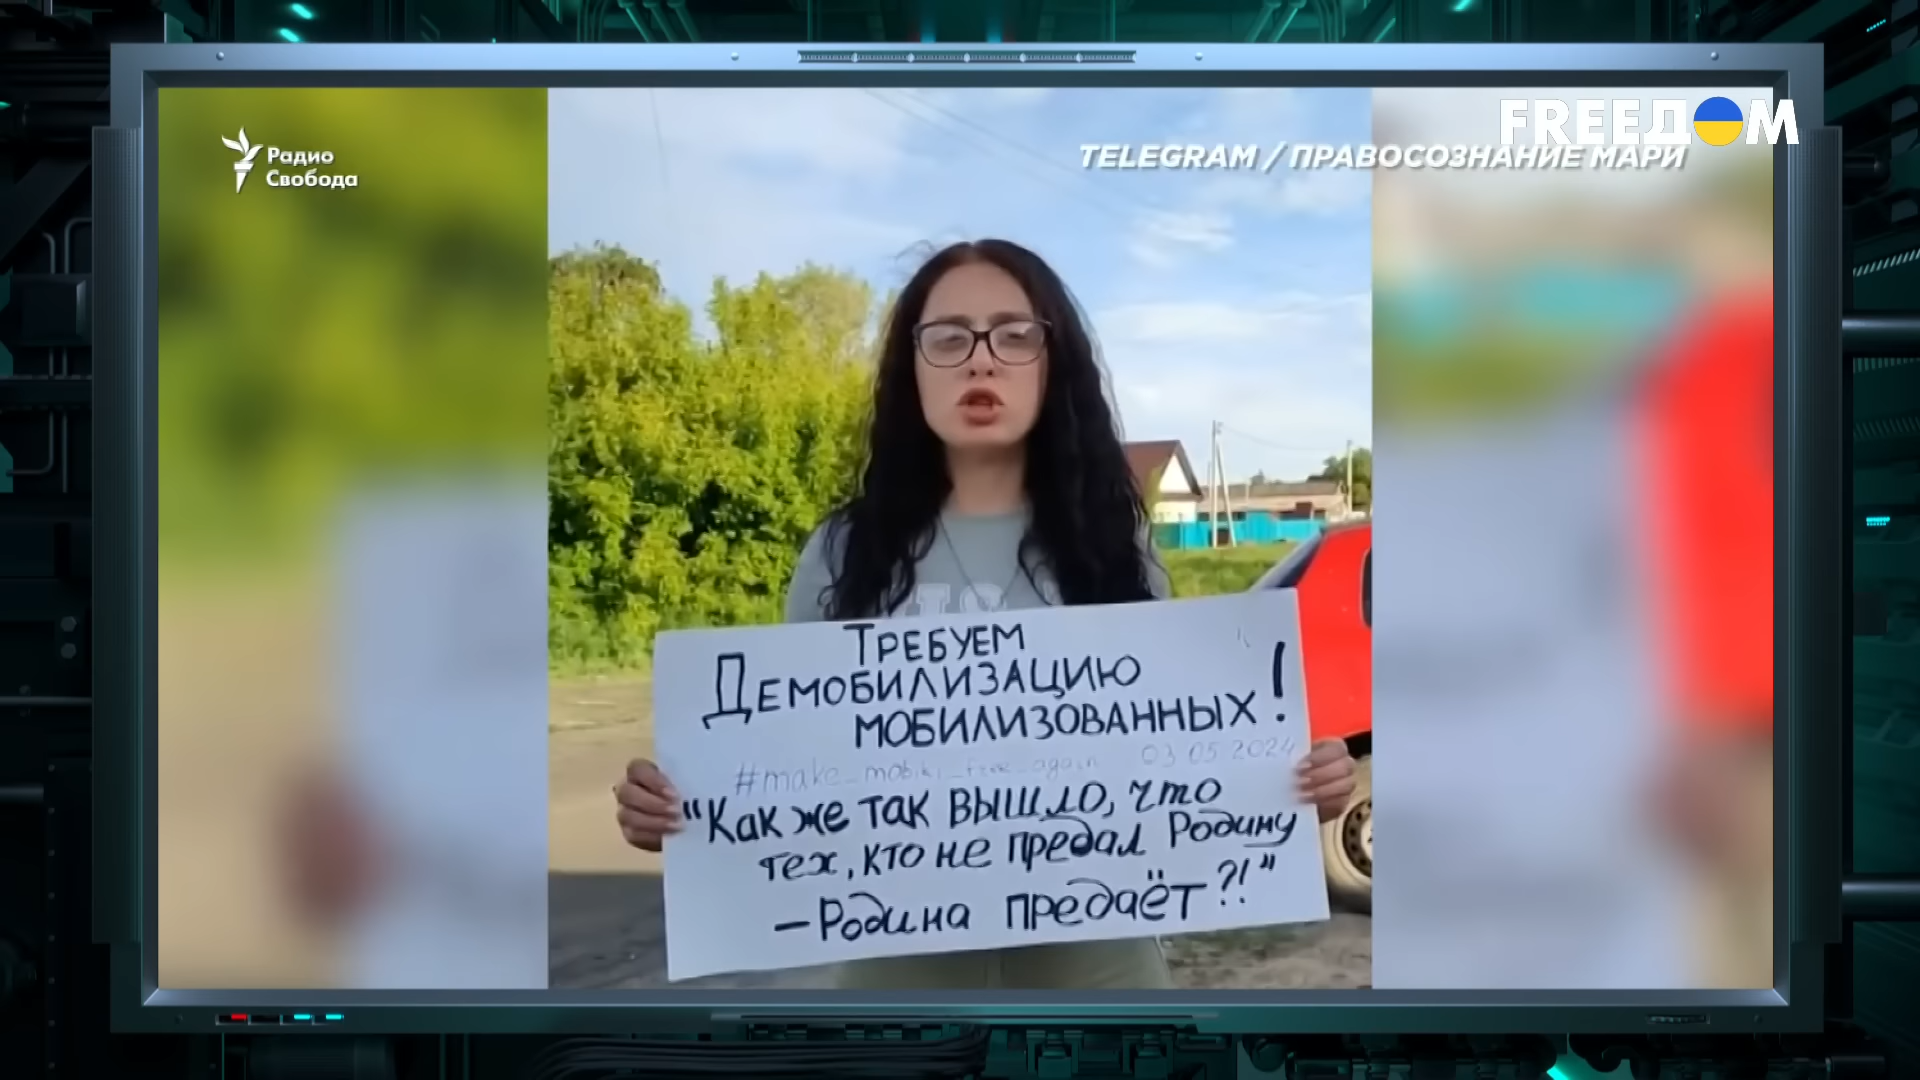 FREEДOM
TELEGRAM / ПРАВОСОЗНАНИЕ МАРИ
Радио
Свобода
ТРЕБУЕМ
ДЕМОБИЛИЗАЦИЮ
МОБИЛИЗОВАННЫХ!
#make_mobiki_free_again 03 05 2024
"Как же так вышло, что
тех, кто не предал Родину
– Родина предаёт?!"